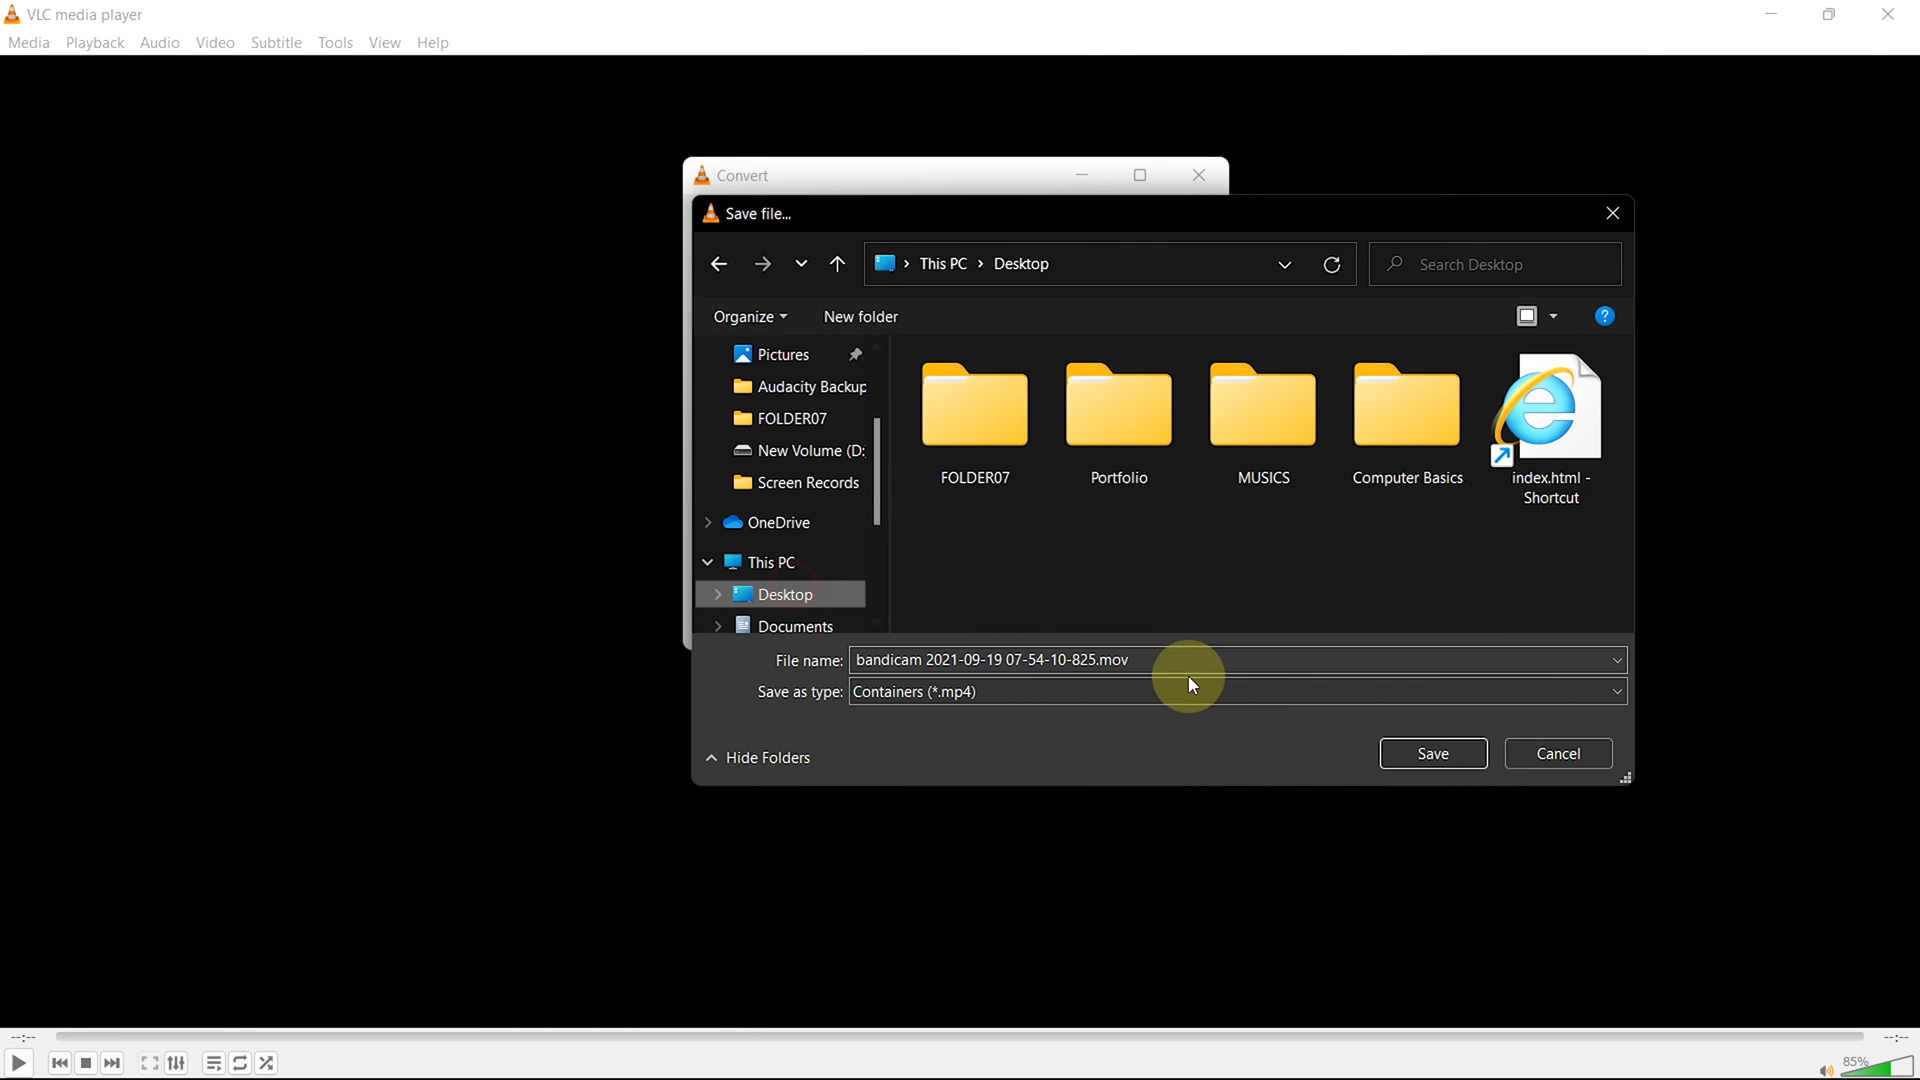 VLC media player
Media Playback Audio Video Subtitle Tools View Help
Convert
Save file...
This PC > Desktop
Search Desktop
Organize New folder
?
Pictures
Audacity Backup
FOLDER07
New Volume (D:
Screen Records
OneDrive
This PC
Desktop
Documents
FOLDER07
Portfolio
MUSICS
Computer Basics
index.html -
Shortcut
File name: bandicam 2021-09-19 07-54-10-825.mov
Save as type: Containers (*.mp4)
Hide Folders
Save Cancel
--:-- --:--
85%